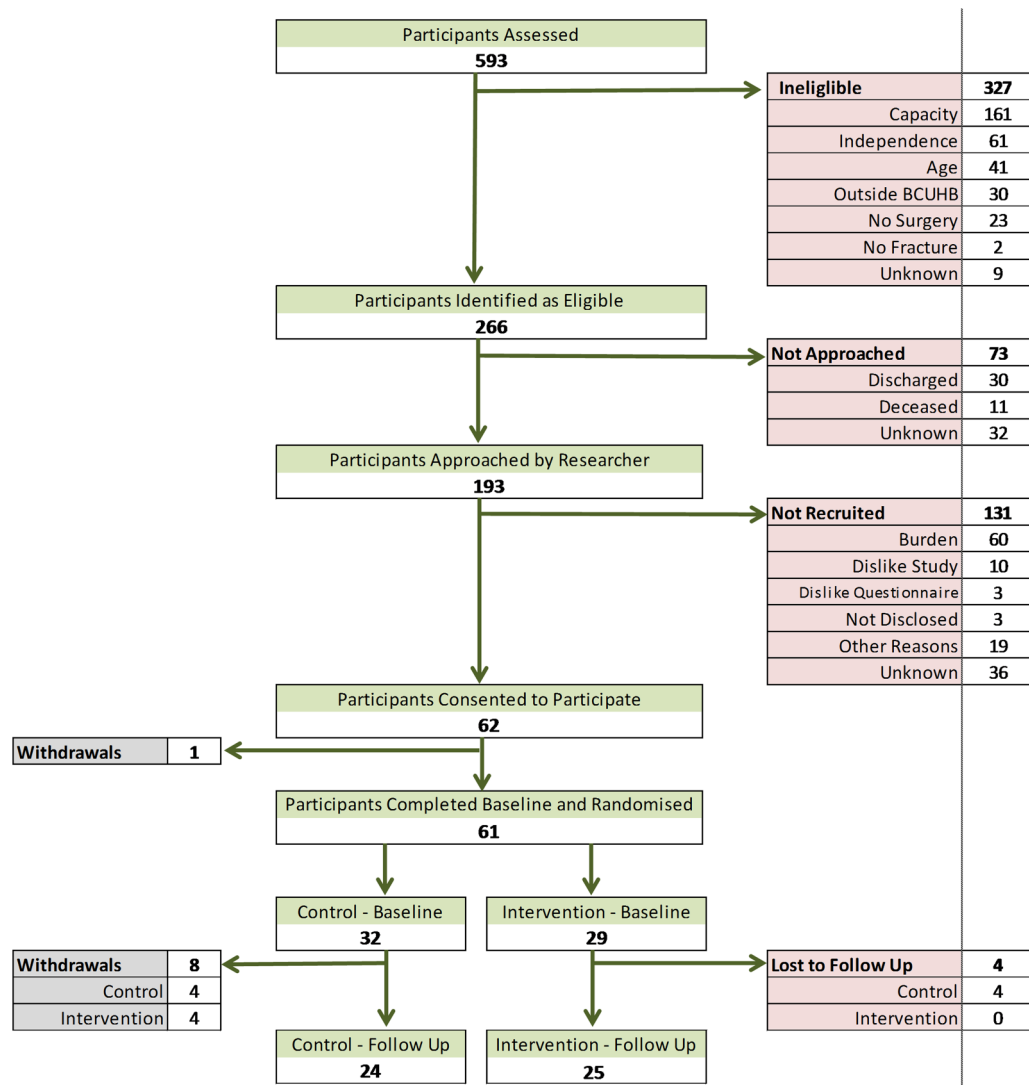 Participants Assessed
593
Ineliglible 327
Capacity 161
Independence 61
Age 41
Outside BCUHB 30
No Surgery 23
No Fracture 2
Unknown 9
Participants Identified as Eligible
266
Not Approached 73
Discharged 30
Deceased 11
Unknown 32
Participants Approached by Researcher
193
Not Recruited 131
Burden 60
Dislike Study 10
Dislike Questionnaire 3
Not Disclosed 3
Other Reasons 19
Unknown 36
Participants Consented to Participate
62
Withdrawals 1
Participants Completed Baseline and Randomised
61
Control - Baseline
32
Intervention - Baseline
29
Withdrawals 8
Control 4
Intervention 4
Lost to Follow Up 4
Control 4
Intervention 0
Control - Follow Up
24
Intervention - Follow Up
25